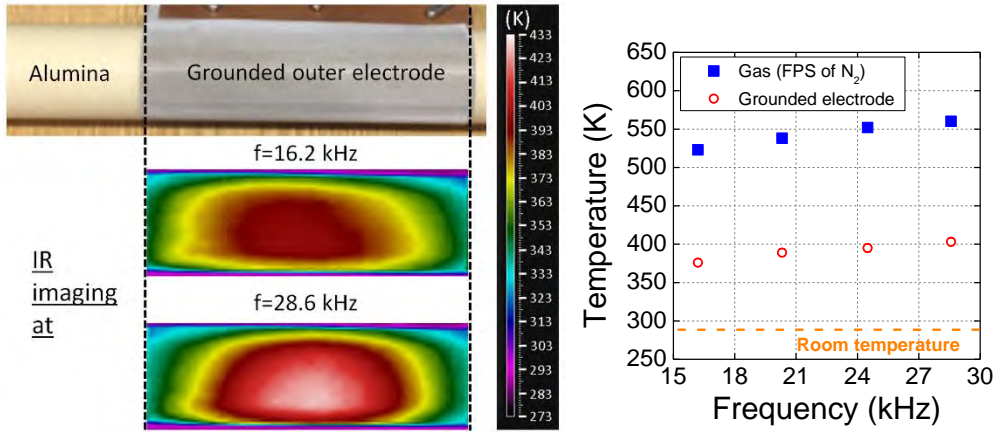 Alumina
Grounded outer electrode
f=16.2 kHz
IR
imaging
at
f=28.6 kHz
(K)
433
423
413
403
393
383
373
363
353
343
333
323
313
303
293
283
273
Temperature (K)
650
600
550
500
450
400
350
300
250
Gas (FPS of N₂)
Grounded electrode
Room temperature
15 18 21 24 27 30
Frequency (kHz)